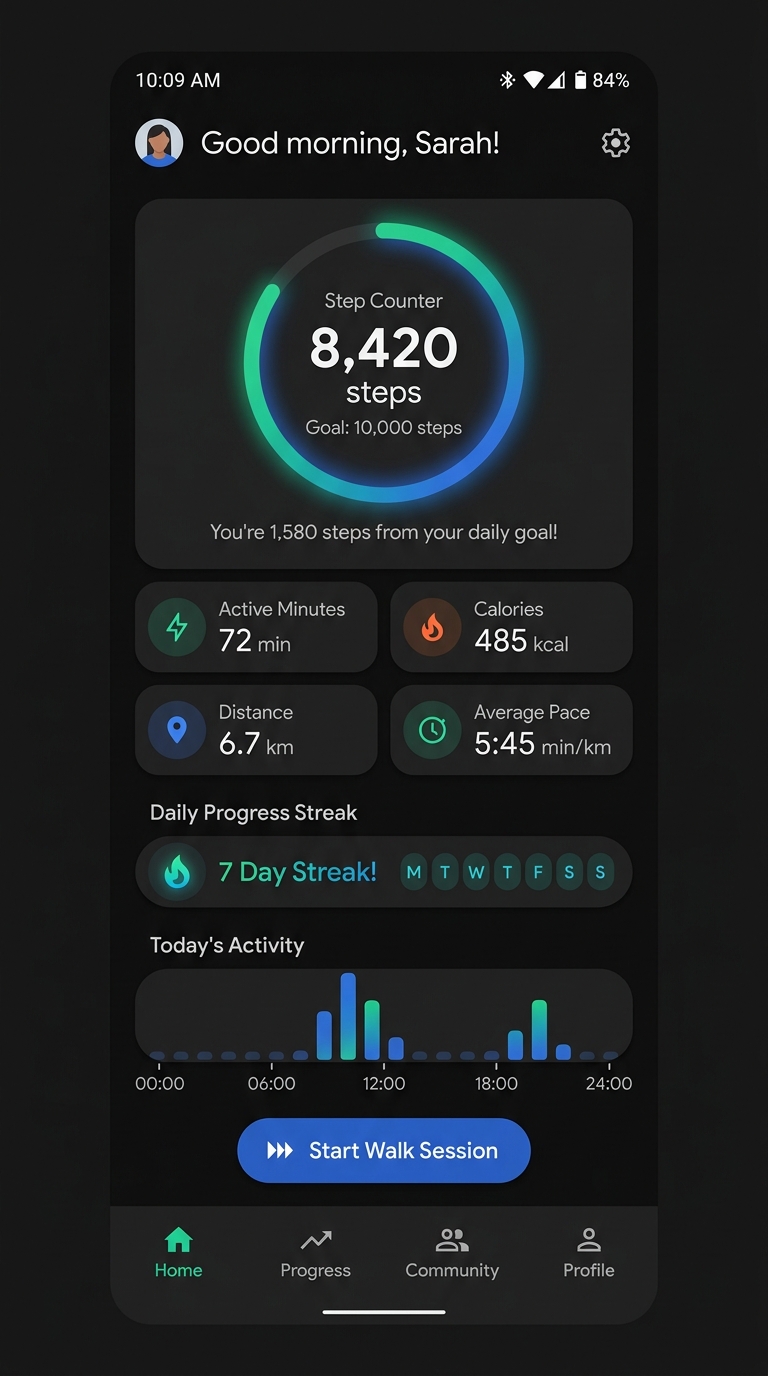 10:09 AM 84%
Good morning, Sarah!
Step Counter
8,420
steps
Goal: 10,000 steps
You're 1,580 steps from your daily goal!
Active Minutes
72 min
Calories
485 kcal
Distance
6.7 km
Average Pace
5:45 min/km
Daily Progress Streak
7 Day Streak! M T W T F S S
Today's Activity
00:00 06:00 12:00 18:00 24:00
Start Walk Session
Home Progress Community Profile